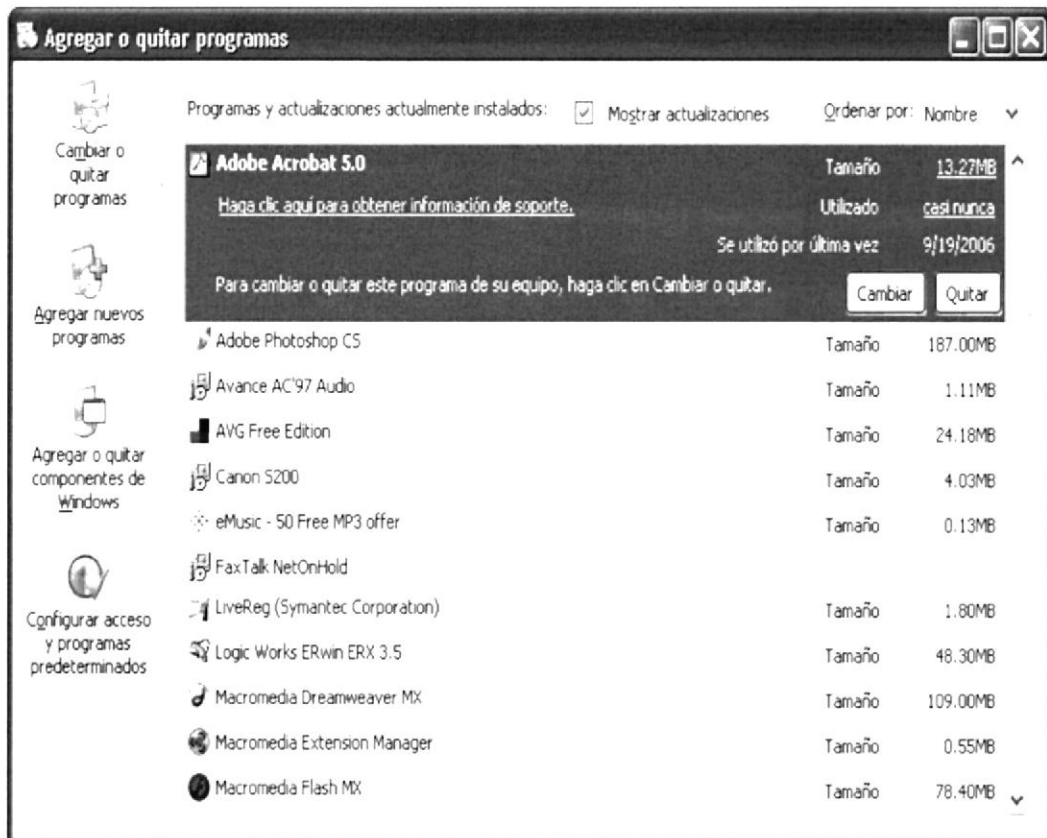 Agregar o quitar programas
Cambiar o
quitar
programas
Agregar nuevos
programas
Agregar o quitar
componentes de
Windows
Configurar acceso
y programas
predeterminados
Programas y actualizaciones actualmente instalados: Mostrar actualizaciones Ordenar por: Nombre
Adobe Acrobat 5.0 Tamaño 13.27MB
Haga clic aquí para obtener información de soporte. Utilizado casi nunca
Se utilizó por última vez 9/19/2006
Para cambiar o quitar este programa de su equipo, haga clic en Cambiar o quitar. Cambiar Quitar
Adobe Photoshop CS Tamaño 187.00MB
Avance AC'97 Audio Tamaño 1.11MB
AVG Free Edition Tamaño 24.18MB
Canon S200 Tamaño 4.03MB
eMusic - 50 Free MP3 offer Tamaño 0.13MB
FaxTalk NetOnHold
LiveReg (Symantec Corporation) Tamaño 1.80MB
Logic Works ERwin ERX 3.5 Tamaño 48.30MB
Macromedia Dreamweaver MX Tamaño 109.00MB
Macromedia Extension Manager Tamaño 0.55MB
Macromedia Flash MX Tamaño 78.40MB